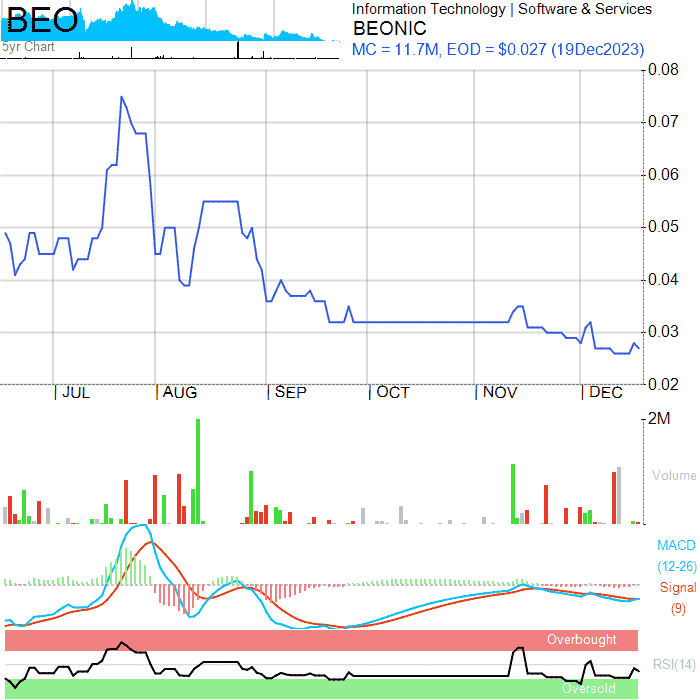 BEO
5yr Chart
Information Technology | Software & Services
BEONIC
MC = 11.7M, EOD = $0.027 (19Dec2023)
0.08
0.07
0.06
0.05
0.04
0.03
0.02
JUL AUG SEP OCT NOV DEC
2M
Volume
MACD
(12-26)
Signal
(9)
Overbought
RSI(14)
Oversold